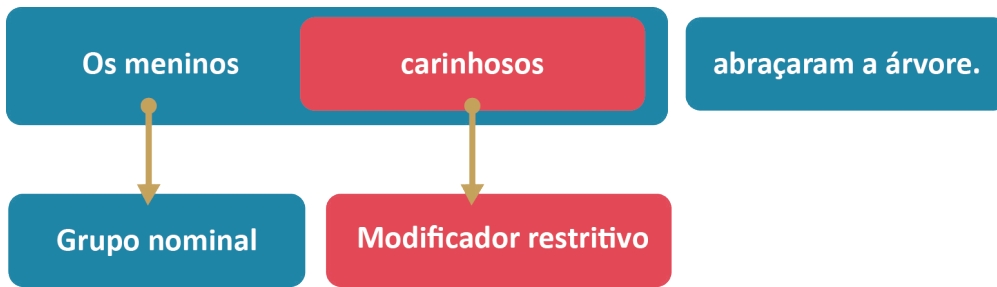 Os meninos carinhosos abraçaram a árvore.
Grupo nominal Modificador restritivo